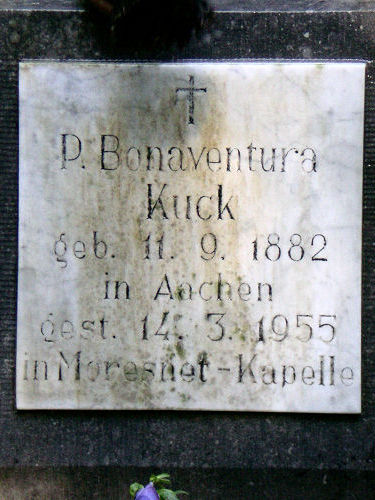 P. Bonaventura
Kuck
geb. 11. 9. 1882
in Aachen
gest. 14. 3. 1955
in Moresnet-Kapelle